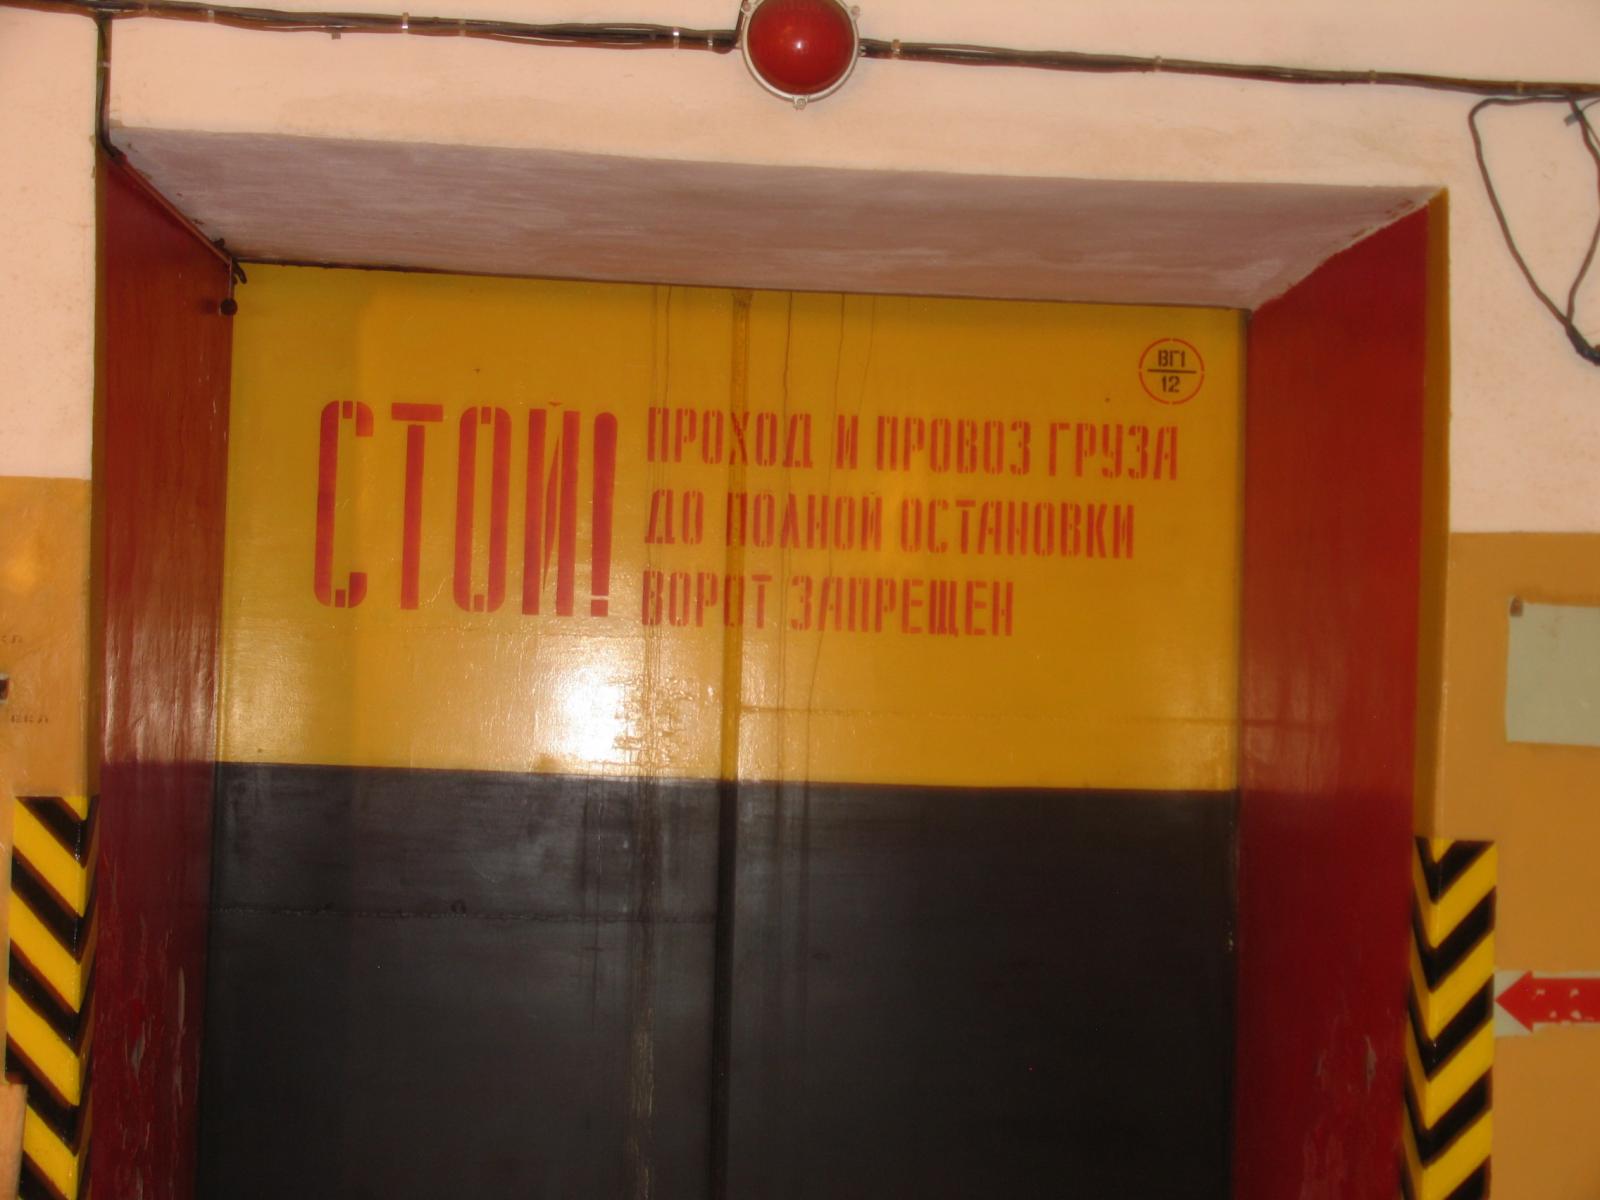 ВГ1
12
СТОЙ!
ПРОХОД И ПРОВОЗ ГРУЗА
ДО ПОЛНОЙ ОСТАНОВКИ
ВОРОТ ЗАПРЕЩЕН